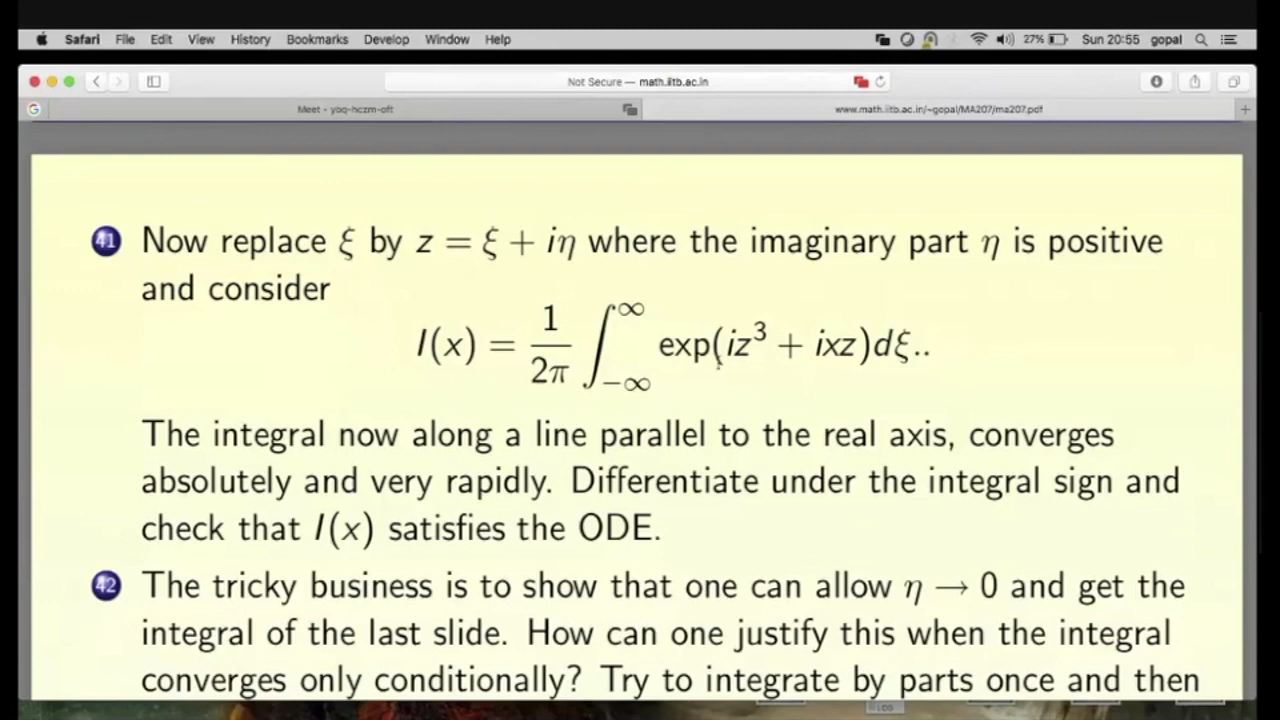 Safari File Edit View History Bookmarks Develop Window Help 27% Sun 20:55 gopal
Not Secure — math.iitb.ac.in
Meet - ybq-hczm-oft www.math.iitb.ac.in/~gopal/MA207/ma207.pdf
41 Now replace ξ by z = ξ + iη where the imaginary part η is positive
and consider
I(x) = 1/2π ∫_{-∞}^{∞} exp(iz³ + ixz)dξ..
The integral now along a line parallel to the real axis, converges
absolutely and very rapidly. Differentiate under the integral sign and
check that I(x) satisfies the ODE.
42 The tricky business is to show that one can allow η → 0 and get the
integral of the last slide. How can one justify this when the integral
converges only conditionally? Try to integrate by parts once and then